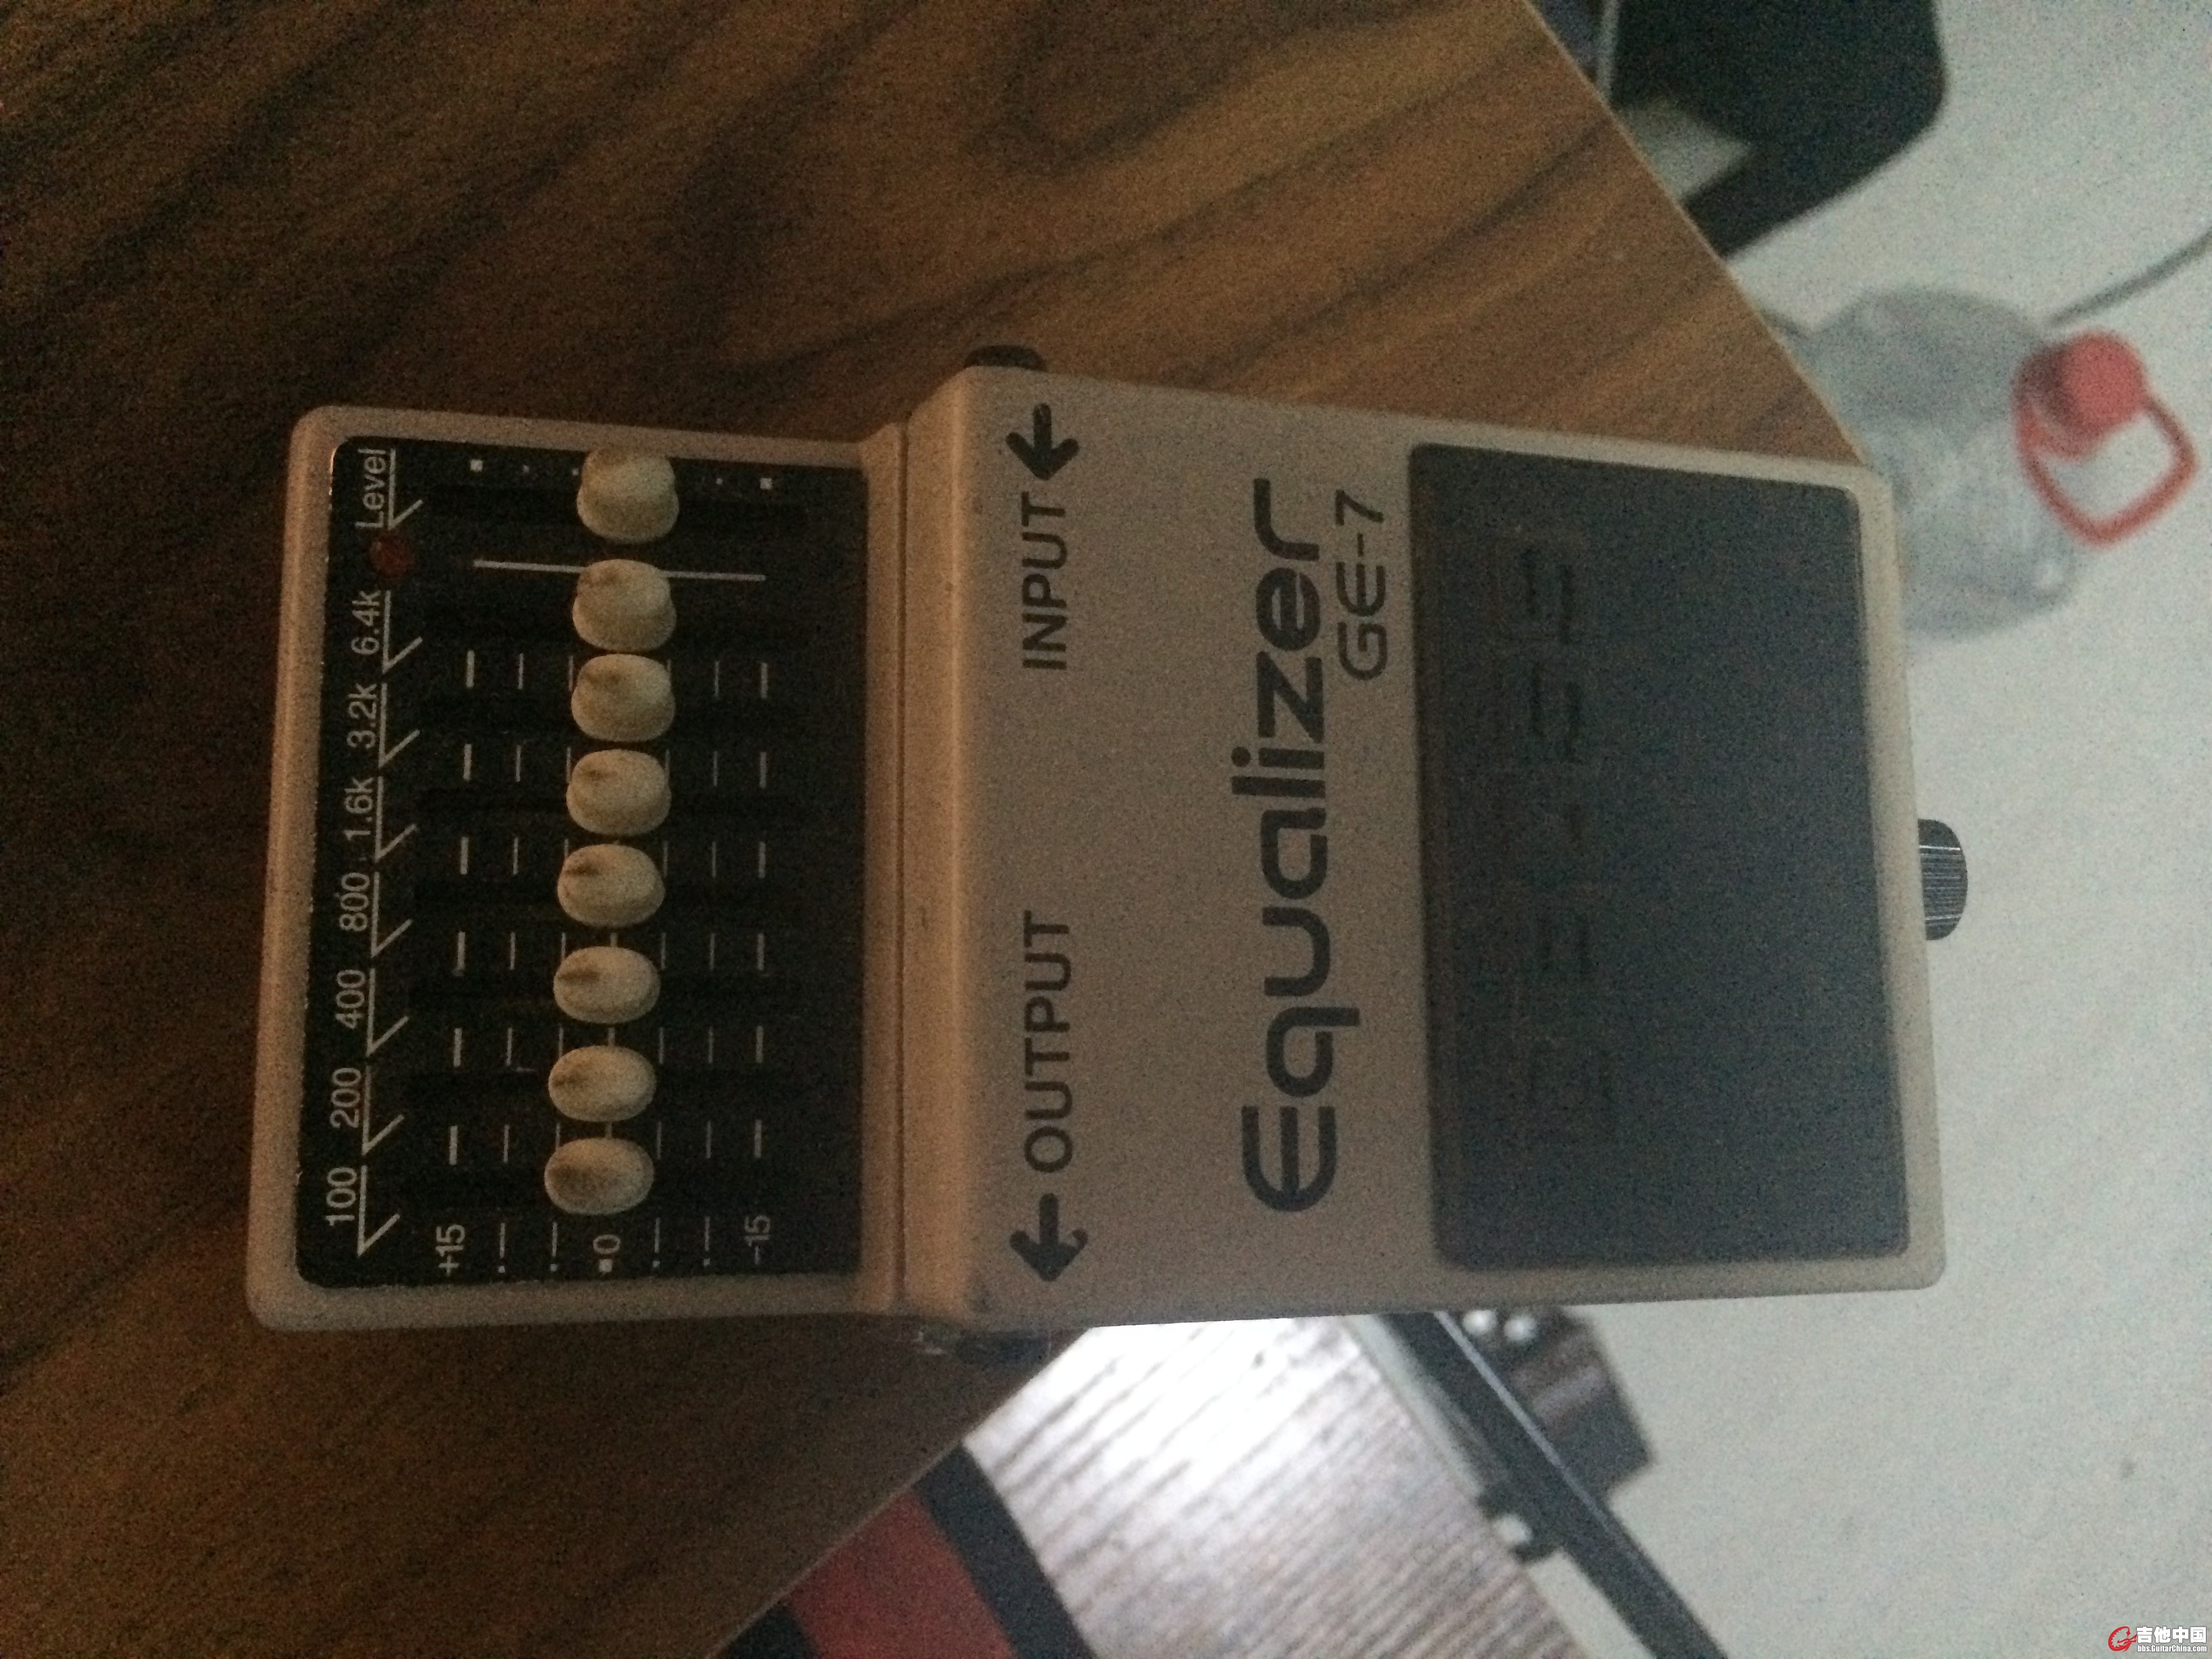 100 200 400 800 1.6k 3.2k 6.4k Level
+15
0
-15
OUTPUT INPUT
Equalizer
GE-7
BOSS
吉他中国
bbs.GuitarChina.com